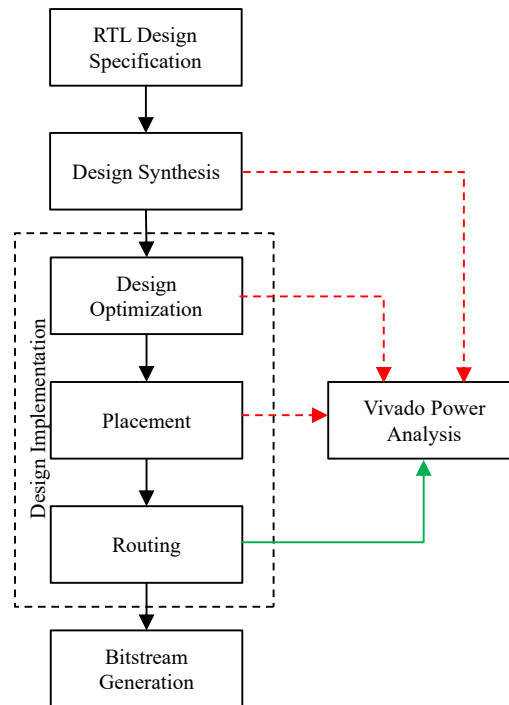 RTL Design
Specification
Design Synthesis
Design Implementation
Design
Optimization
Placement
Vivado Power
Analysis
Routing
Bitstream
Generation